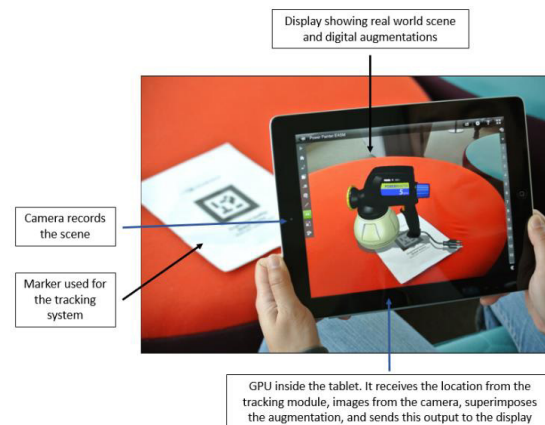 Display showing real world scene
and digital augmentations
Camera records
the scene
Marker used for
the tracking
system
GPU inside the tablet. It receives the location from the
tracking module, images from the camera, superimposes
the augmentation, and sends this output to the display